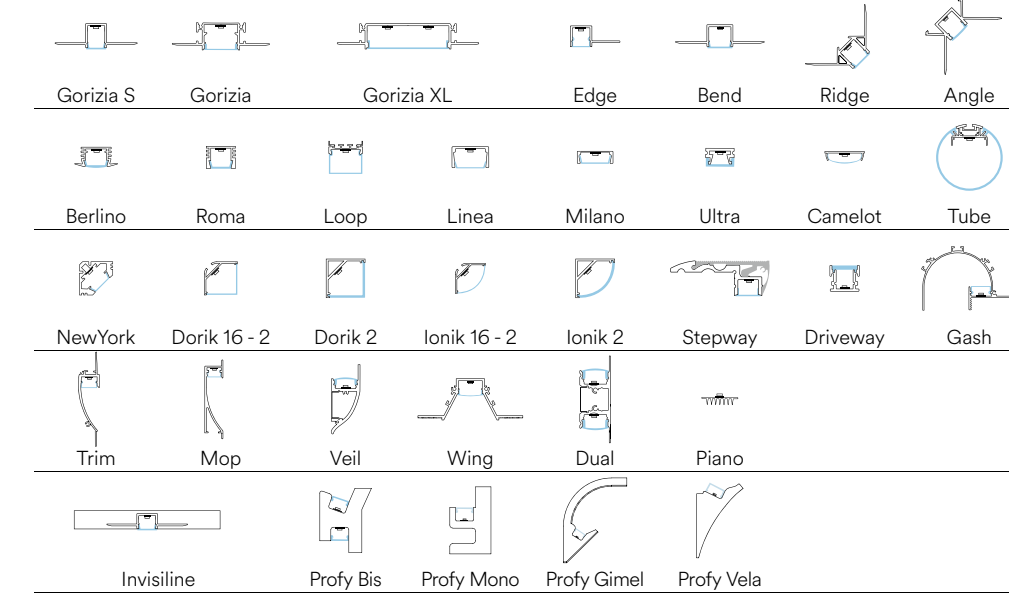 Gorizia S Gorizia Gorizia XL Edge Bend Ridge Angle
Berlino Roma Loop Linea Milano Ultra Camelot Tube
NewYork Dorik 16 - 2 Dorik 2 Ionik 16 - 2 Ionik 2 Stepway Driveway Gash
Trim Mop Veil Wing Dual Piano
Invisiline Profy Bis Profy Mono Profy Gimel Profy Vela